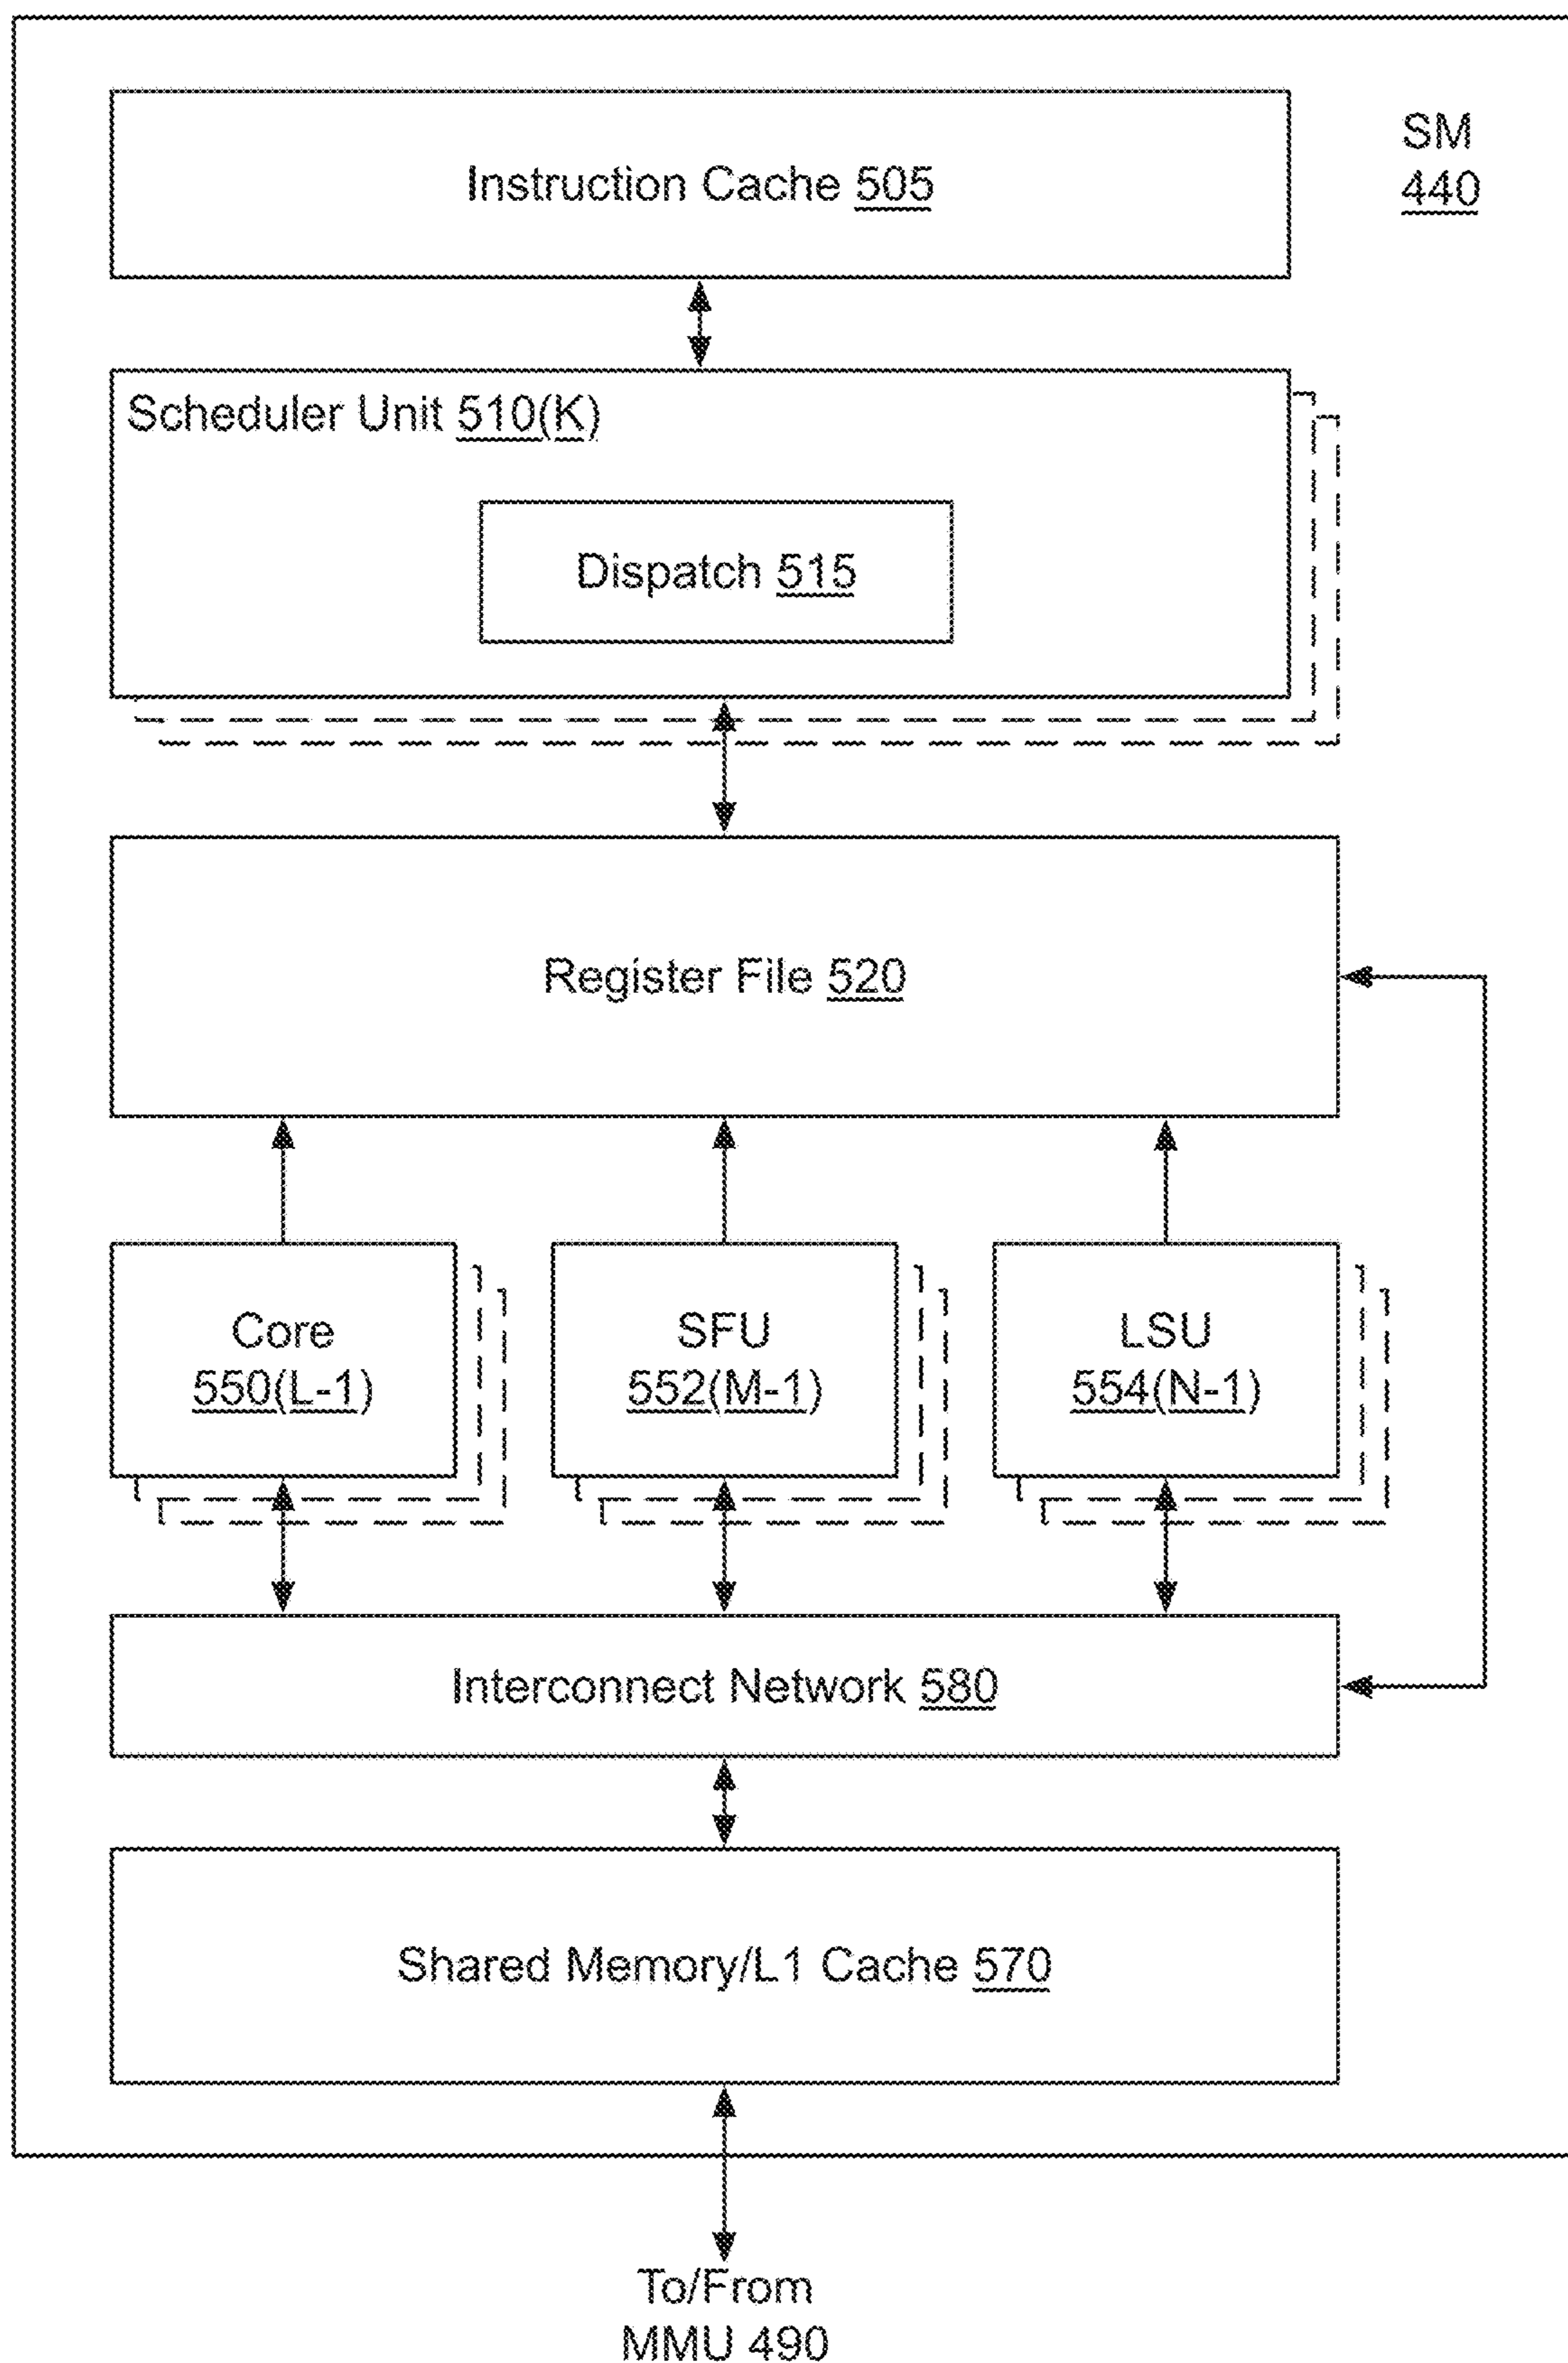 Instruction Cache 505
SM
440
Scheduler Unit 510(K)
Dispatch 515
Register File 520
Core
550(L-1)
SFU
552(M-1)
LSU
554(N-1)
Interconnect Network 580
Shared Memory/L1 Cache 570
To/From
MMU 490